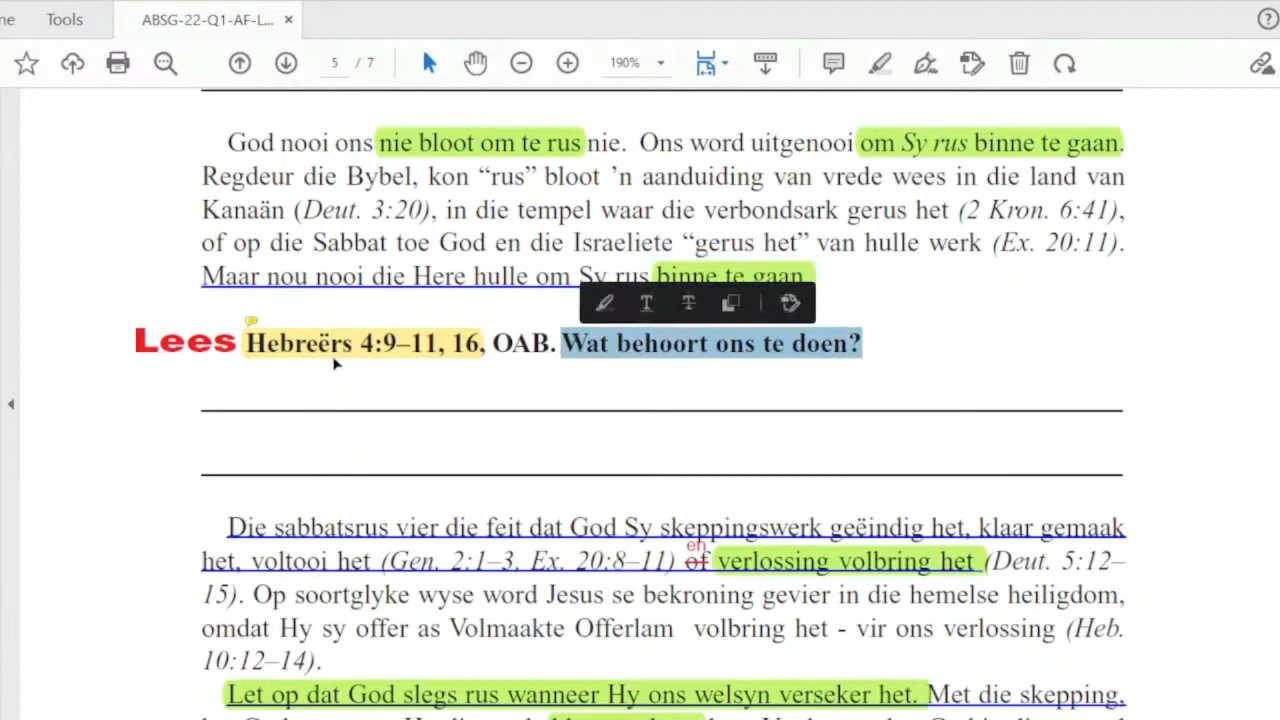 ne Tools ABSG-22-Q1-AF-L... ×
5 / 7 190%
God nooi ons nie bloot om te rus nie. Ons word uitgenooi om Sy rus binne te gaan.
Regdeur die Bybel, kon “rus” bloot ’n aanduiding van vrede wees in die land van
Kanaän (Deut. 3:20), in die tempel waar die verbondsark gerus het (2 Kron. 6:41),
of op die Sabbat toe God en die Israeliete “gerus het” van hulle werk (Ex. 20:11).
Maar nou nooi die Here hulle om Sy rus binne te gaan.
Lees Hebreërs 4:9–11, 16, OAB. Wat behoort ons te doen?
Die sabbatsrus vier die feit dat God Sy skeppingswerk geëindig het, klaar gemaak
en
het, voltooi het (Gen. 2:1–3, Ex. 20:8–11) of verlossing volbring het (Deut. 5:12–
15). Op soortglyke wyse word Jesus se bekroning gevier in die hemelse heiligdom,
omdat Hy sy offer as Volmaakte Offerlam volbring het - vir ons verlossing (Heb.
10:12–14).
Let op dat God slegs rus wanneer Hy ons welsyn verseker het. Met die skepping,